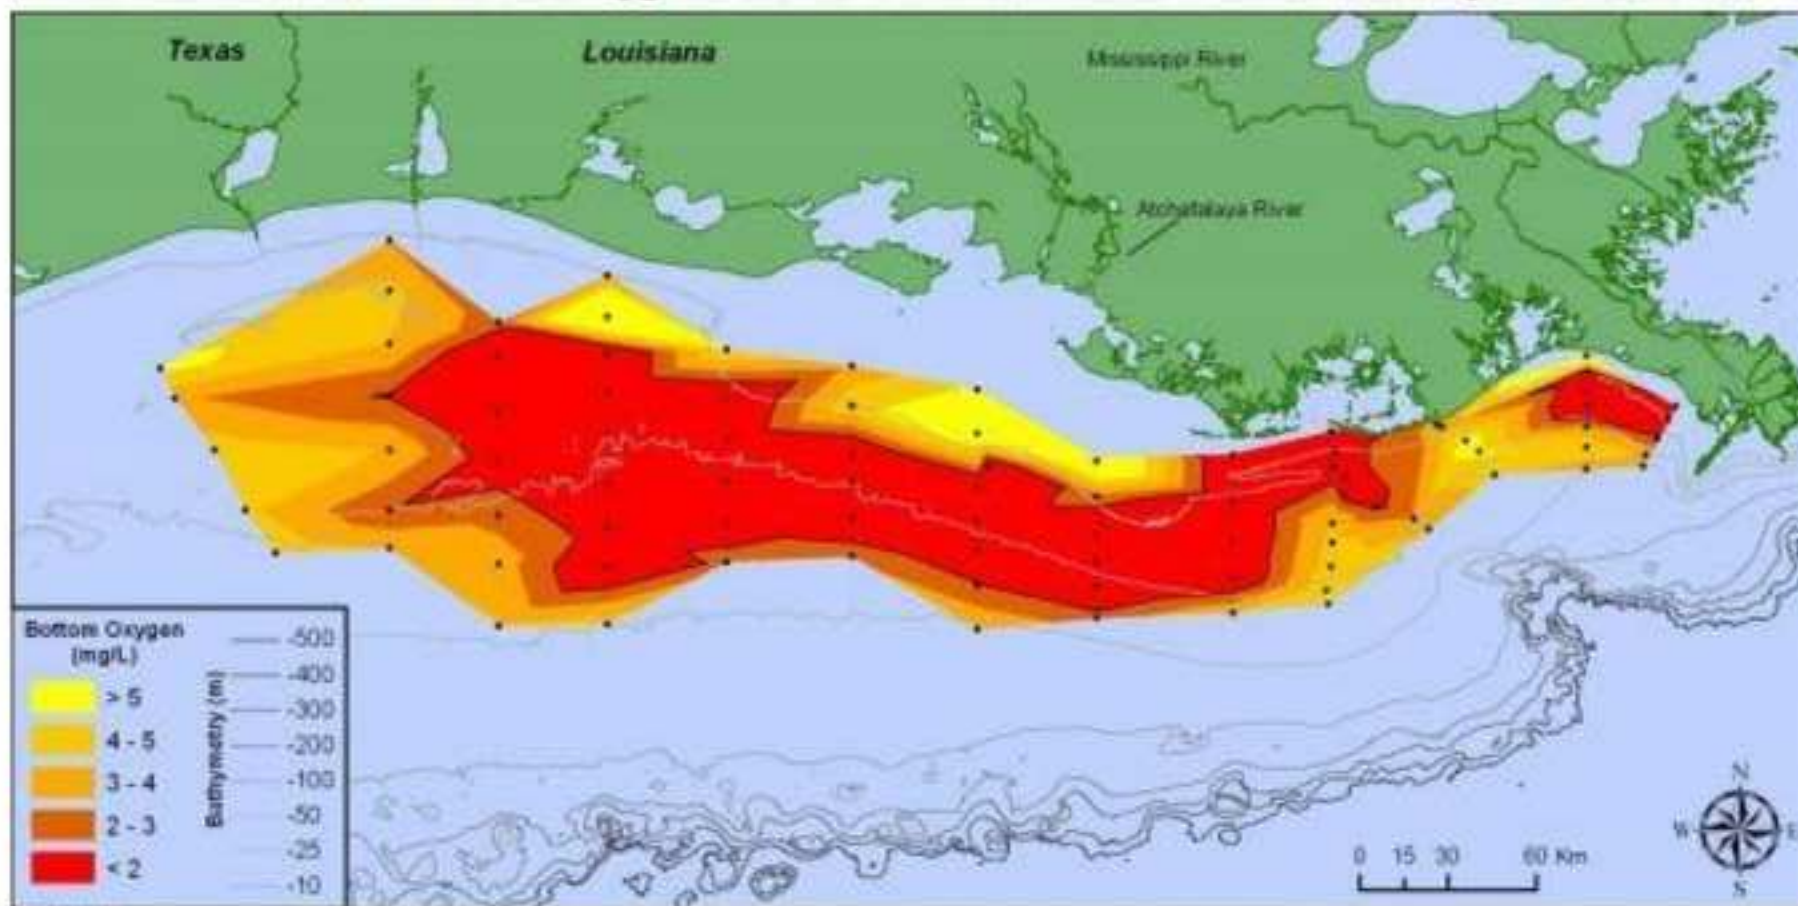 Texas
Louisiana
Mississippi River
Atchafalaya River
Bottom Oxygen
(mg/L)
> 5
4 - 5
3 - 4
2 - 3
< 2
Bathymetry (m)
-500
-400
-300
-200
-100
-50
-25
-10
0 15 30 60 Km
N
W E
S